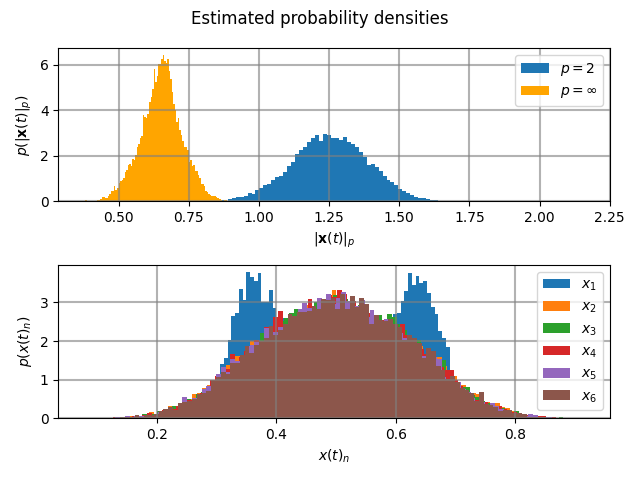 Estimated probability densities
p(|x(t)|ₚ)
6
4
2
0
p = 2
p = ∞
0.50 0.75 1.00 1.25 1.50 1.75 2.00 2.25
|x(t)|ₚ
p(x(t)ₙ)
3
2
1
0
x₁
x₂
x₃
x₄
x₅
x₆
0.2 0.4 0.6 0.8
x(t)ₙ